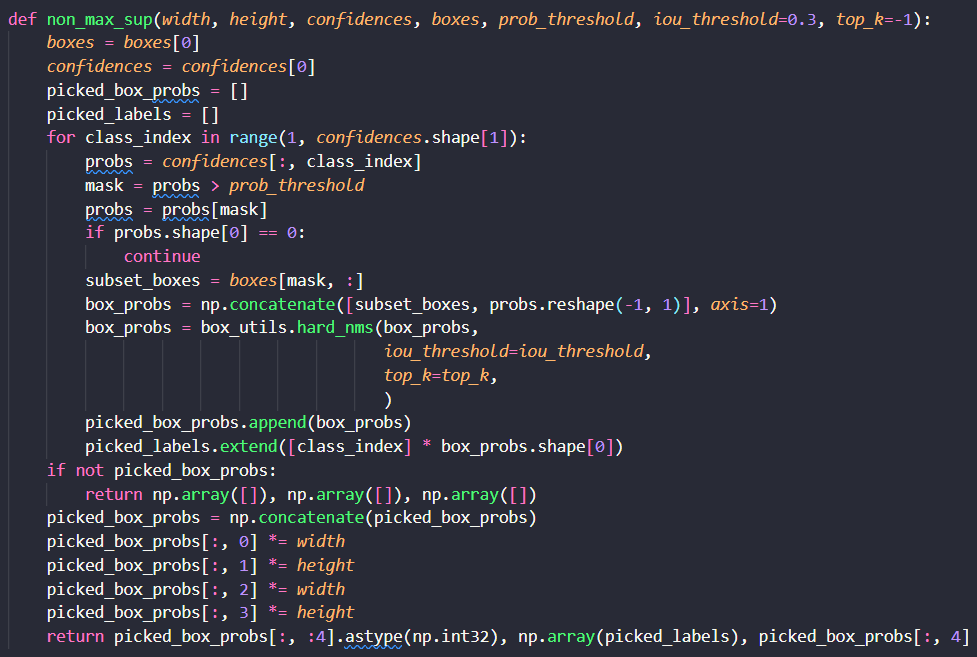 def non_max_sup(width, height, confidences, boxes, prob_threshold, iou_threshold=0.3, top_k=-1):
    boxes = boxes[0]
    confidences = confidences[0]
    picked_box_probs = []
    picked_labels = []
    for class_index in range(1, confidences.shape[1]):
        probs = confidences[:, class_index]
        mask = probs > prob_threshold
        probs = probs[mask]
        if probs.shape[0] == 0:
            continue
        subset_boxes = boxes[mask, :]
        box_probs = np.concatenate([subset_boxes, probs.reshape(-1, 1)], axis=1)
        box_probs = box_utils.hard_nms(box_probs,
                                       iou_threshold=iou_threshold,
                                       top_k=top_k,
                                       )
        picked_box_probs.append(box_probs)
        picked_labels.extend([class_index] * box_probs.shape[0])
    if not picked_box_probs:
        return np.array([]), np.array([]), np.array([])
    picked_box_probs = np.concatenate(picked_box_probs)
    picked_box_probs[:, 0] *= width
    picked_box_probs[:, 1] *= height
    picked_box_probs[:, 2] *= width
    picked_box_probs[:, 3] *= height
    return picked_box_probs[:, :4].astype(np.int32), np.array(picked_labels), picked_box_probs[:, 4]